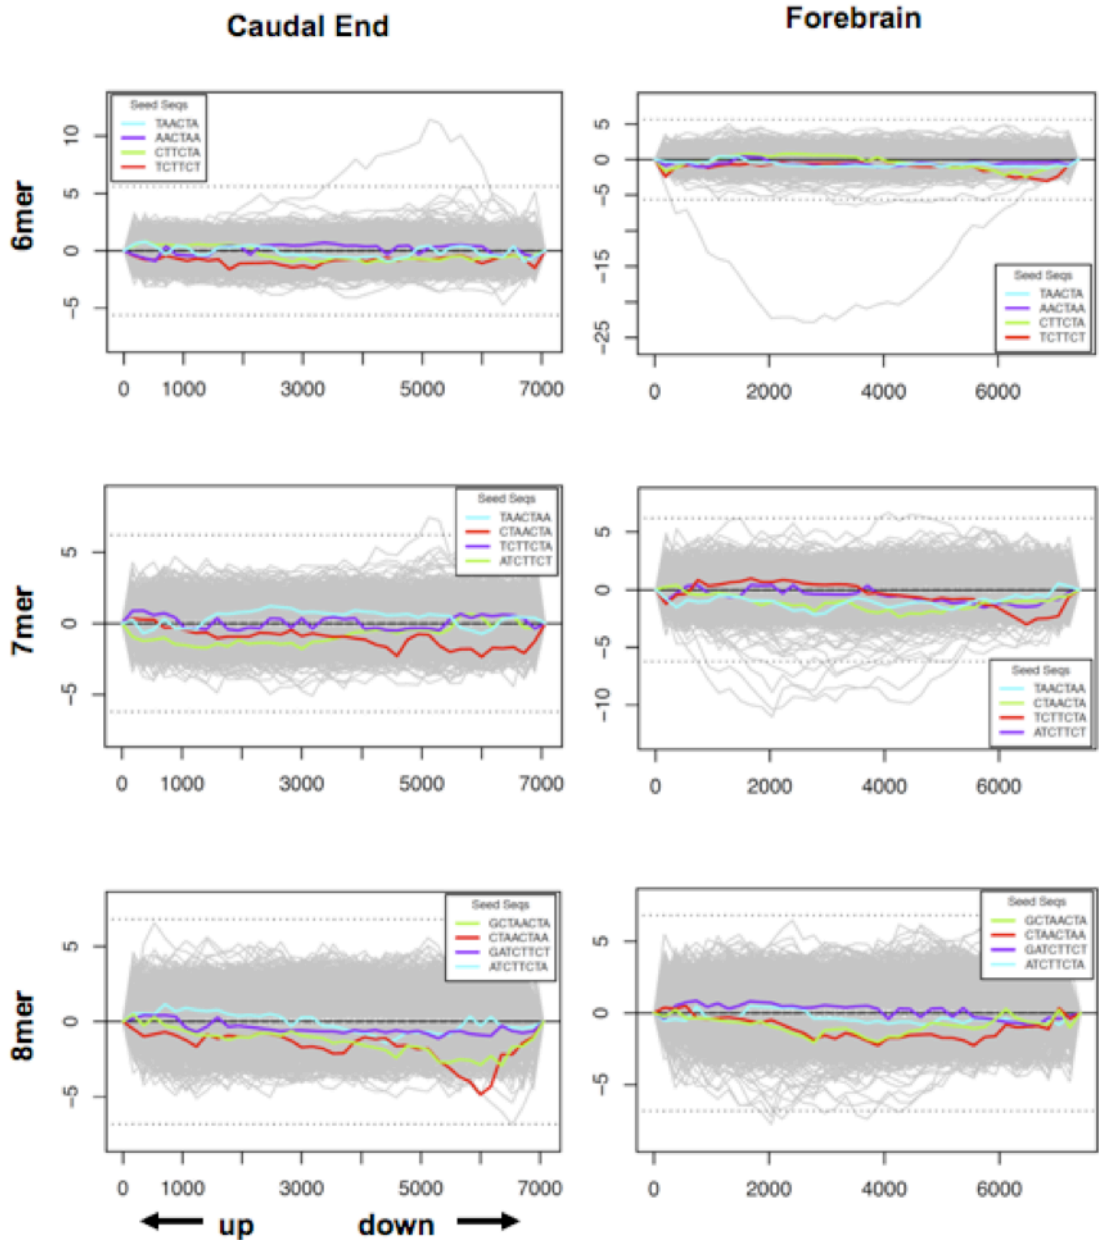 Caudal End
Forebrain
6mer
10
5
0
−5
Seed Seqs
TAACTA
AACTAA
CTTCTA
TCTTCT
0 1000 3000 5000 7000
5
0
−5
−15
−25
Seed Seqs
TAACTA
AACTAA
CTTCTA
TCTTCT
0 2000 4000 6000
7mer
5
0
−5
Seed Seqs
TAACTAA
CTAACTA
TCTTCTA
ATCTTCT
0 1000 3000 5000 7000
5
0
−5
−10
Seed Seqs
TAACTAA
CTAACTA
TCTTCTA
ATCTTCT
0 2000 4000 6000
8mer
5
0
−5
Seed Seqs
GCTAACTA
CTAACTAA
GATCTTCT
ATCTTCTA
0 1000 3000 5000 7000
5
0
−5
Seed Seqs
GCTAACTA
CTAACTAA
GATCTTCT
ATCTTCTA
0 2000 4000 6000
up down